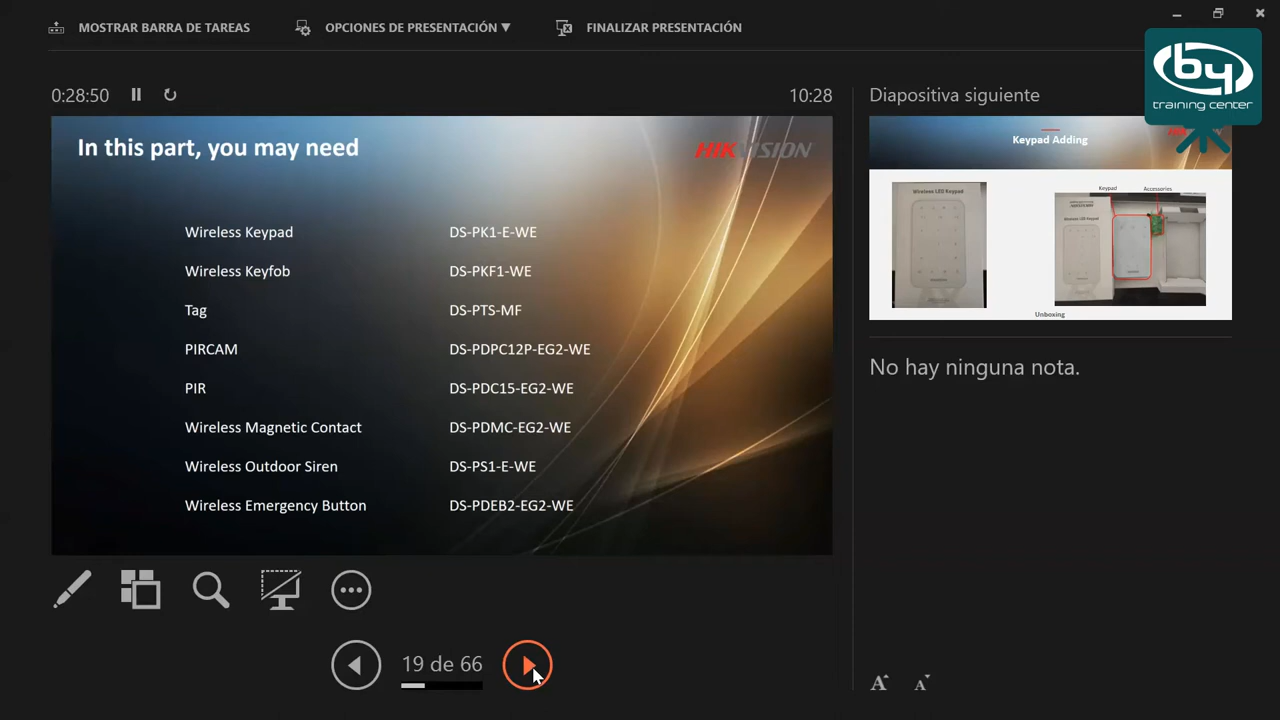 MOSTRAR BARRA DE TAREAS OPCIONES DE PRESENTACIÓN ▼ FINALIZAR PRESENTACIÓN
by
training center
0:28:50 10:28
In this part, you may need
HIKVISION
Wireless Keypad DS-PK1-E-WE
Wireless Keyfob DS-PKF1-WE
Tag DS-PTS-MF
PIRCAM DS-PDPC12P-EG2-WE
PIR DS-PDC15-EG2-WE
Wireless Magnetic Contact DS-PDMC-EG2-WE
Wireless Outdoor Siren DS-PS1-E-WE
Wireless Emergency Button DS-PDEB2-EG2-WE
19 de 66
Diapositiva siguiente
Keypad Adding
Keypad Accessories
Wireless LED Keypad
Wireless LED Keypad
Unboxing
No hay ninguna nota.
A A